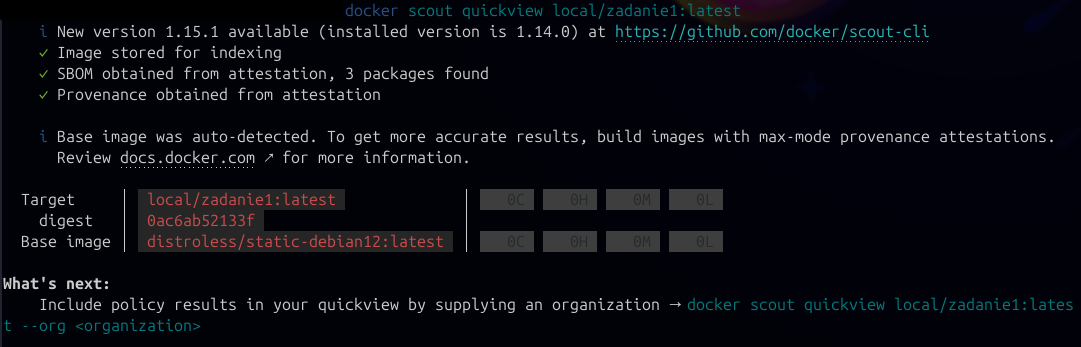 docker scout quickview local/zadanie1:latest
i New version 1.15.1 available (installed version is 1.14.0) at https://github.com/docker/scout-cli
✓ Image stored for indexing
✓ SBOM obtained from attestation, 3 packages found
✓ Provenance obtained from attestation
i Base image was auto-detected. To get more accurate results, build images with max-mode provenance attestations.
Review docs.docker.com ↗ for more information.
Target │ local/zadanie1:latest │ 0C 0H 0M 0L
digest │ 0ac6ab52133f │
Base image │ distroless/static-debian12:latest │ 0C 0H 0M 0L
What's next:
Include policy results in your quickview by supplying an organization → docker scout quickview local/zadanie1:lates
t --org <organization>